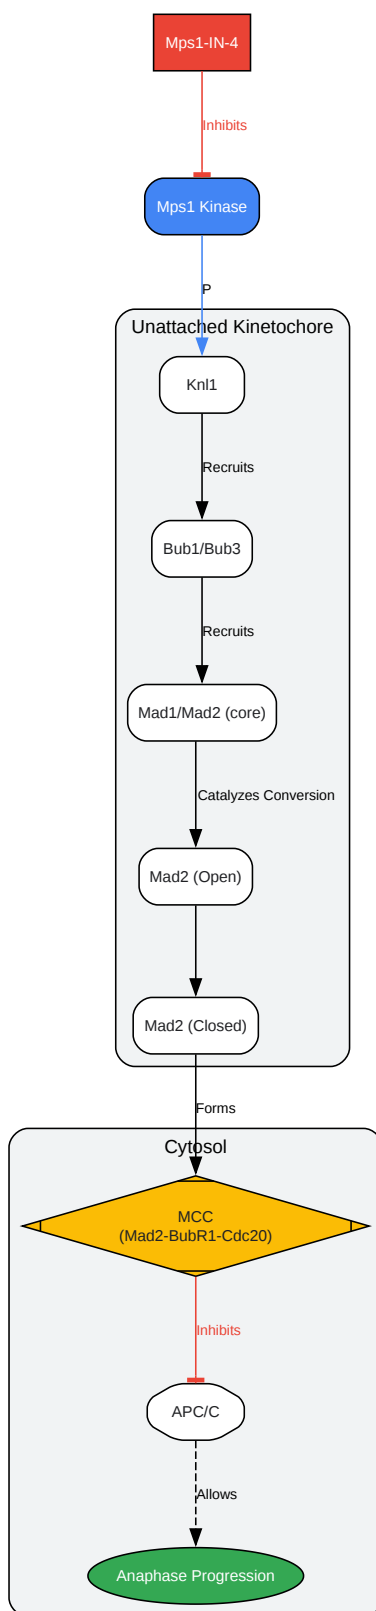 Mps1-IN-4
Inhibits
Mps1 Kinase
P
Unattached Kinetochore
Knl1
Recruits
Bub1/Bub3
Recruits
Mad1/Mad2 (core)
Catalyzes Conversion
Mad2 (Open)
Mad2 (Closed)
Forms
Cytosol
MCC
(Mad2-BubR1-Cdc20)
Inhibits
APC/C
Allows
Anaphase Progression